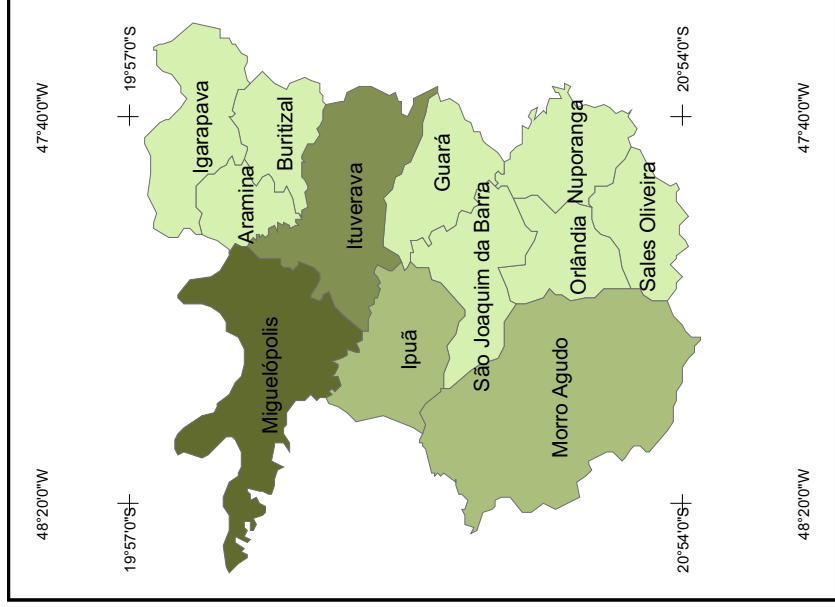 48°20'0"W
47°40'0"W
19°57'0"S
19°57'0"S
Igarapava
Aramina
Buritizal
Miguelópolis
Ituverava
Guará
Ipuã
São Joaquim da Barra
Nuporanga
Orlândia
Morro Agudo
Sales Oliveira
20°54'0"S
20°54'0"S
48°20'0"W
47°40'0"W